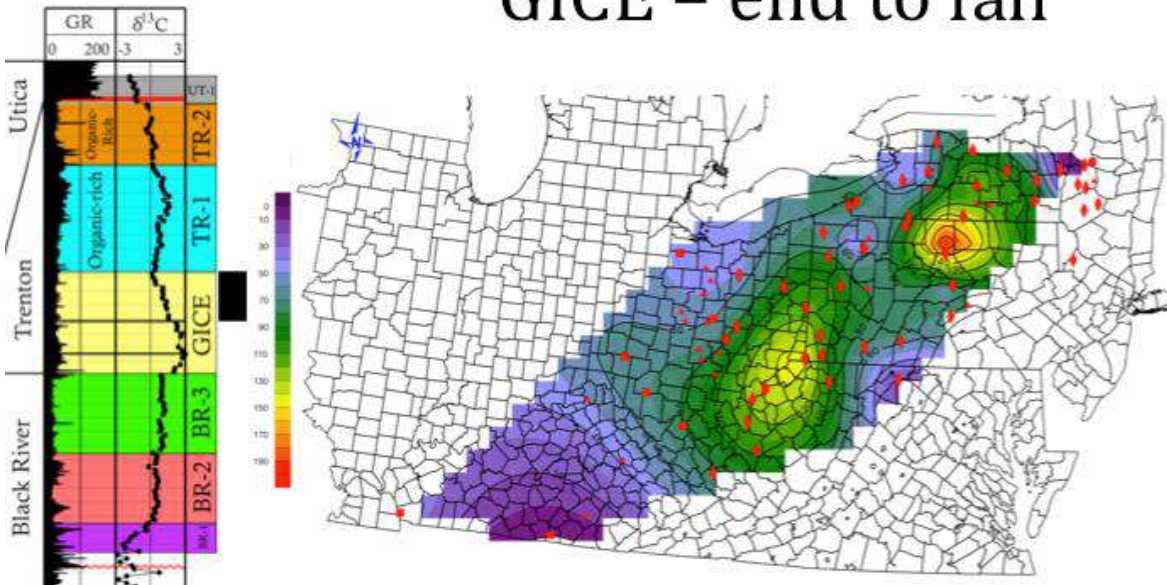 GICE – end to fall
GR
δ13C
0
200
-3
3
Utica
Trenton
Black River
UT-1
Organic-Rich
TR-2
Organic-rich
TR-1
GICE
BR-3
BR-2
BR-1
10
30
50
70
90
110
130
150
170
190
N